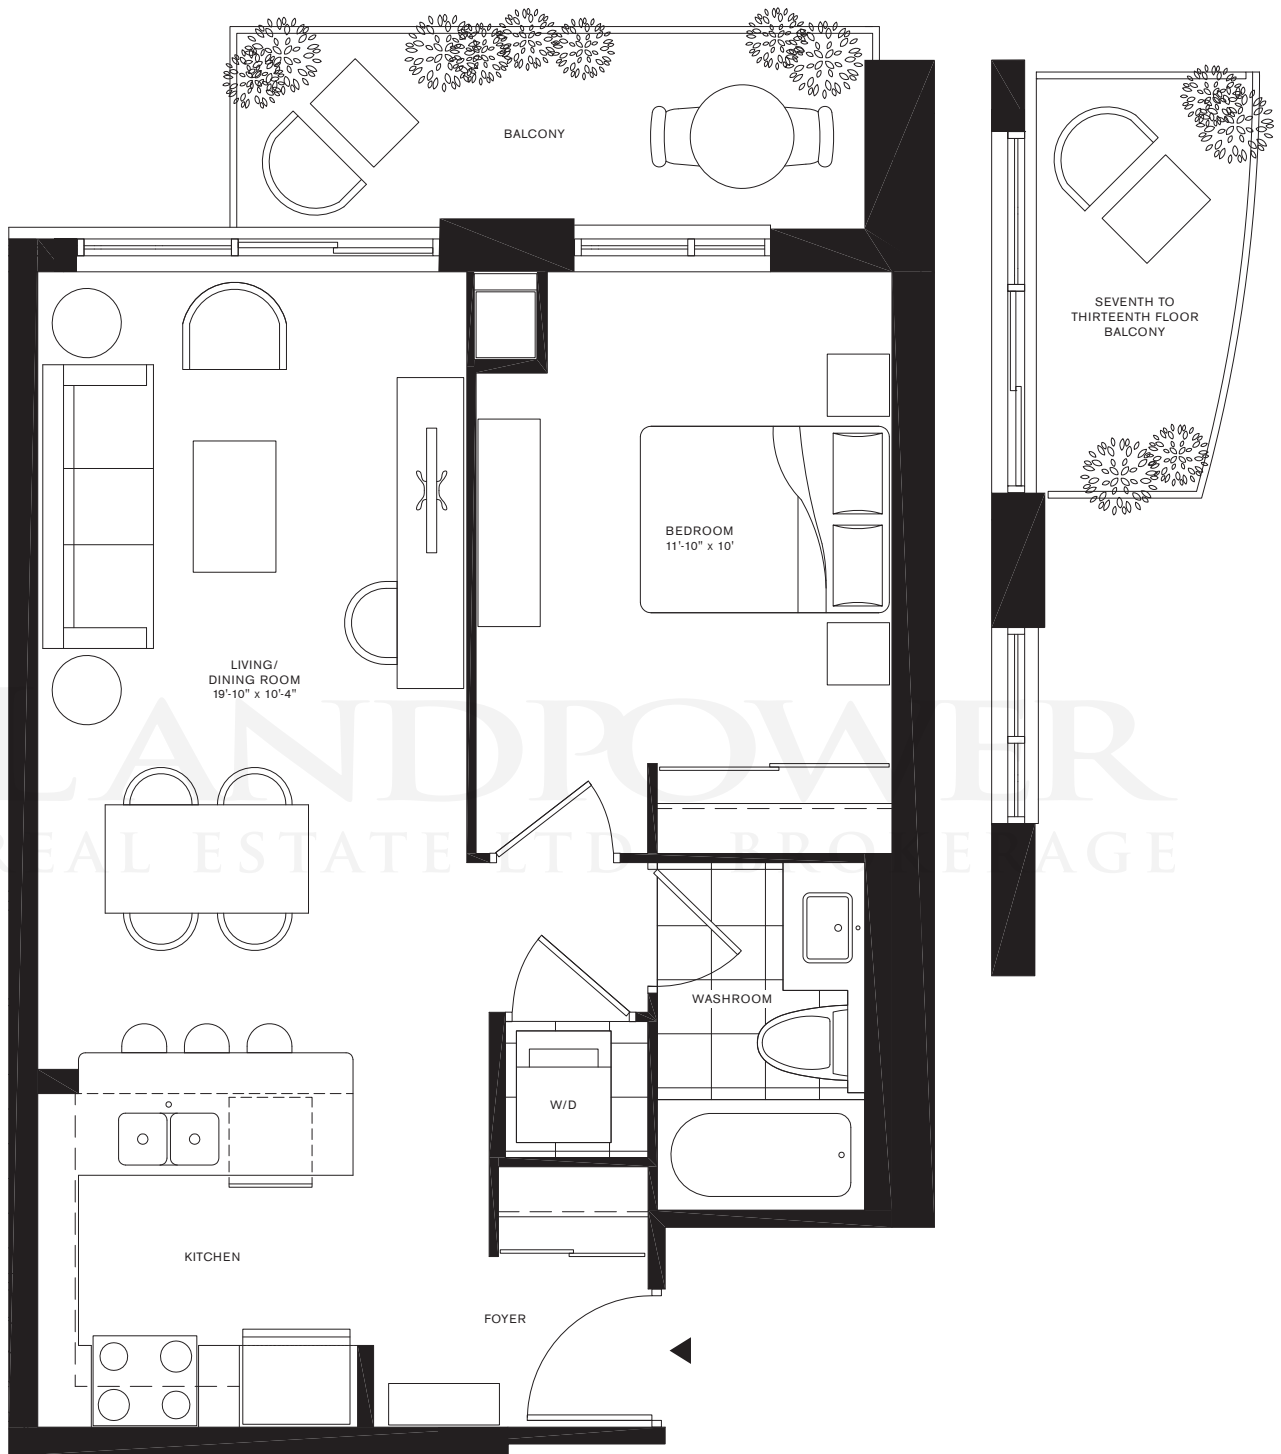 BALCONY
SEVENTH TO
THIRTEENTH FLOOR
BALCONY
BEDROOM
11'-10" x 10'
LIVING/
DINING ROOM
19'-10" x 10'-4"
LANDPOWER
REAL ESTATE LTD BROKERAGE
WASHROOM
W/D
KITCHEN
FOYER